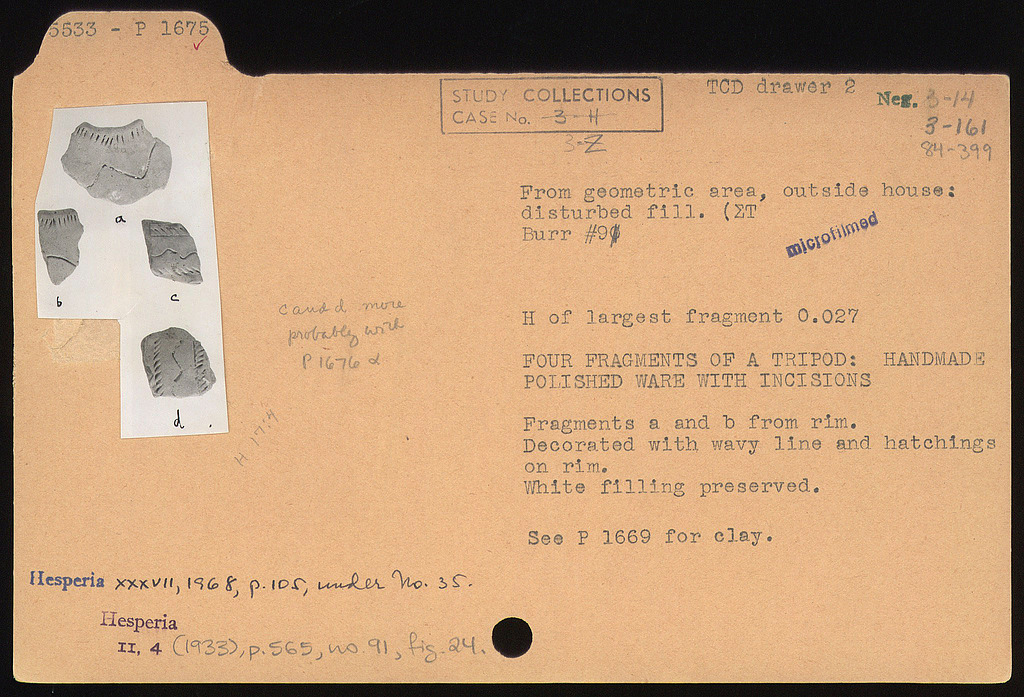 5533 - P 1675
STUDY COLLECTIONS
CASE No. 3-H
3-Z
TCD drawer 2
Neg. 3-14
3-161
84-399
a
b
c
d
From geometric area, outside house:
disturbed fill. (ΣΤ
Burr #91
microfilmed
c and d more
probably with
P 1676 d
H 17:4
H of largest fragment 0.027
FOUR FRAGMENTS OF A TRIPOD: HANDMADE
POLISHED WARE WITH INCISIONS
Fragments a and b from rim.
Decorated with wavy line and hatchings
on rim.
White filling preserved.
See P 1669 for clay.
Hesperia XXXVII, 1968, p. 105, under No. 35.
Hesperia
II, 4 (1933), p. 565, no. 91, fig. 24.